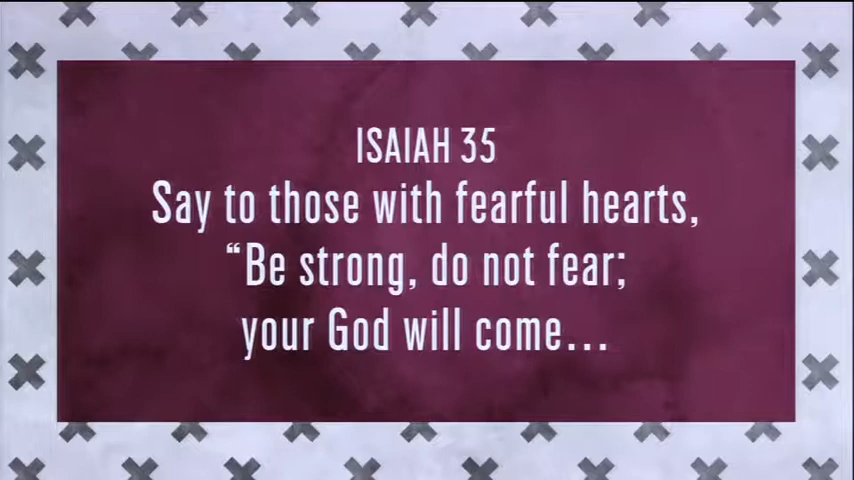 ISAIAH 35
Say to those with fearful hearts,
“Be strong, do not fear;
your God will come...